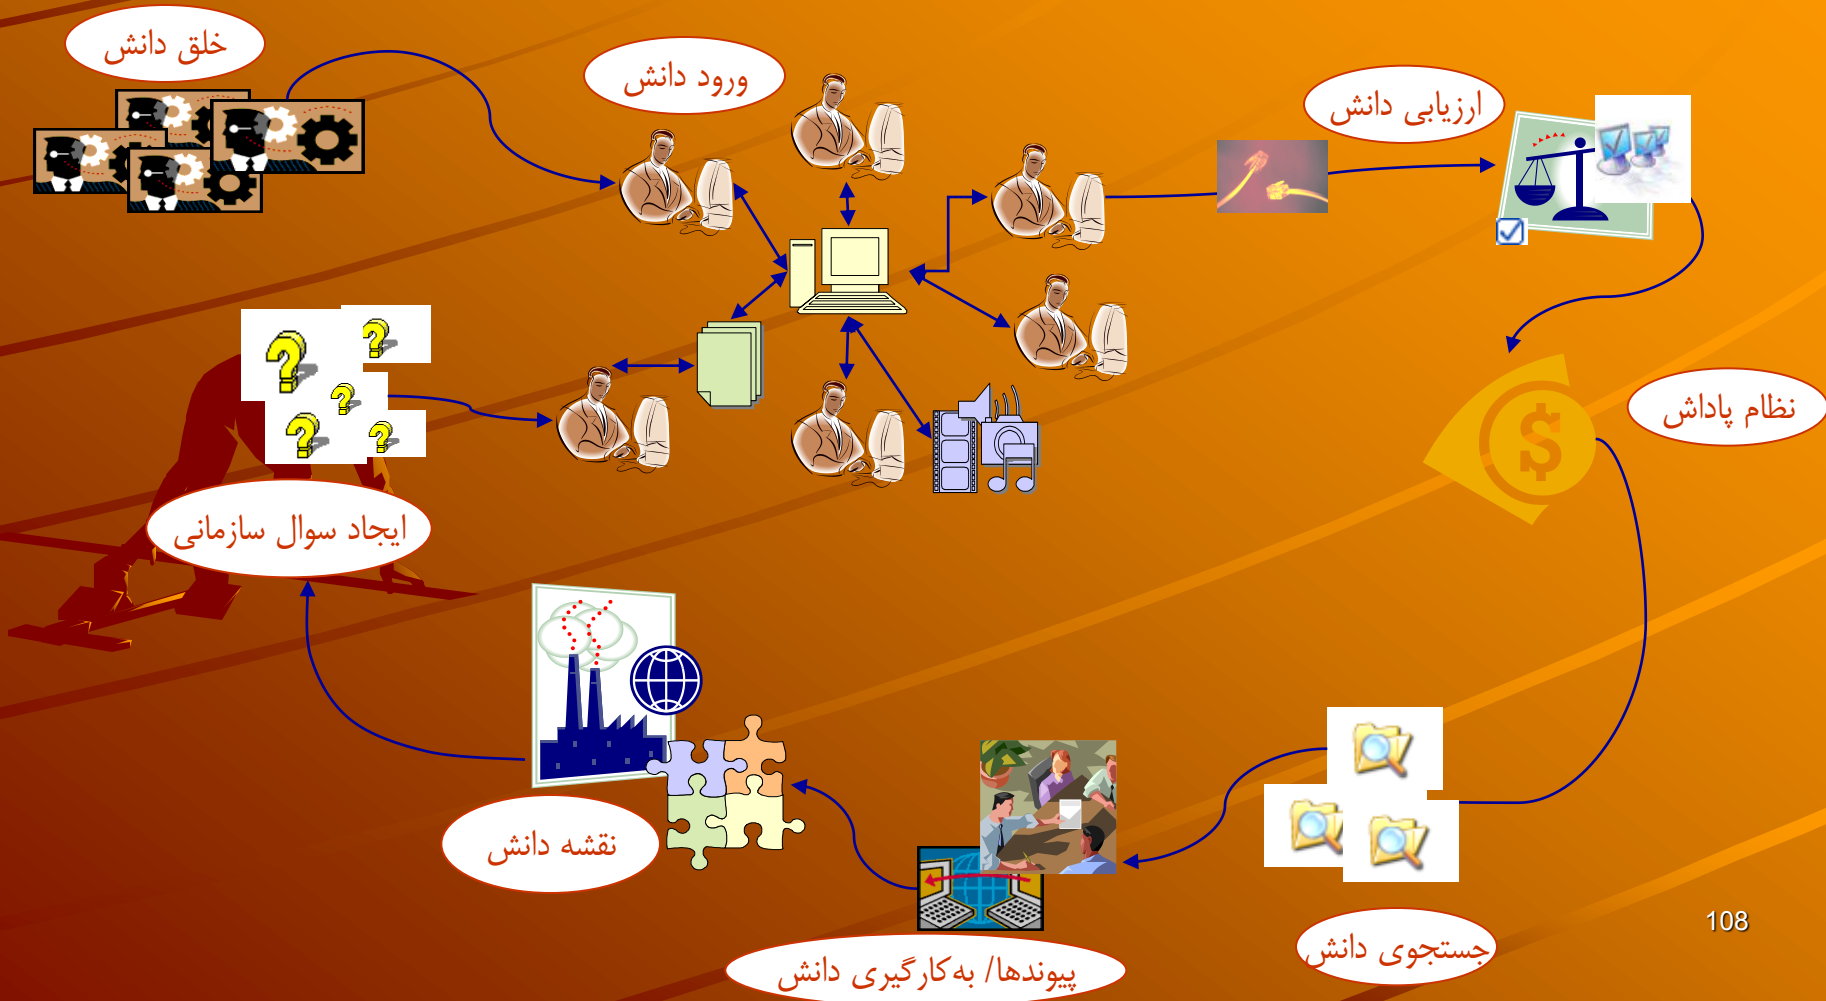 خلق دانش
ورود دانش
ارزیابی دانش
نظام پاداش
ایجاد سوال سازمانی
نقشه دانش
پیوندها/ به‌کارگیری دانش
جستجوی دانش
108